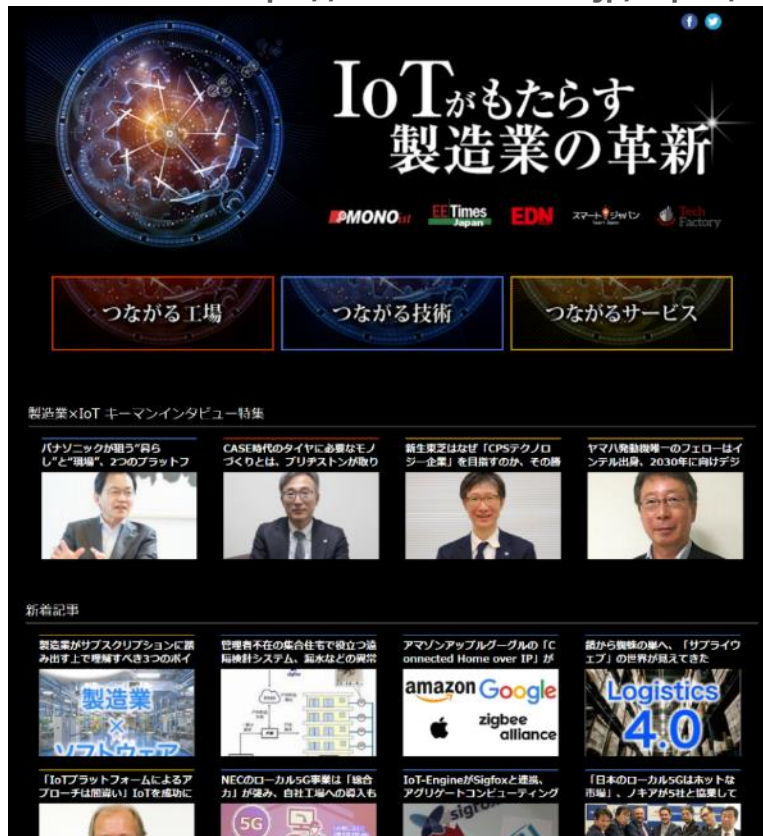 IoTがもたらす
製造業の革新
MONOist
EE Times
Japan
EDN
スマートジャパン
Tech
Factory
つながる工場
つながる技術
つながるサービス
製造業×IoT キーマンインタビュー特集
パナソニックが狙う“暮ら
し”と“現場”、2つのプラットフ
CASE時代のタイヤに必要なモノ
づくりとは、ブリヂストンが取り
新生東芝はなぜ「CPSテクノロ
ジー企業」を目指すのか、その勝
ヤマハ発動機唯一のフェローはイ
ンテル出身、2030年に向けデジ
新着記事
製造業がサブスクリプションに踏
み出す上で理解すべき3つのポイ
製造業
×
ソフトウェア
管理者不在の集合住宅で役立つ遠
隔検針システム、漏水などの異常
アマゾンアップルグーグルの「C
onnected Home over IP」が
amazon Google
zigbee
alliance
鎖から蜘蛛の巣へ、「サプライウ
ェブ」の世界が見えてきた
Logistics
4.0
「IoTプラットフォームによるア
プローチは間違い」IoTを成功に
NECのローカル5G事業は「総合
力」が強み、自社工場への導入も
5G
IoT-EngineがSigfoxと連携、
アグリゲートコンピューティング
sigfox
「日本のローカル5Gはホットな
市場」、ノキアが5社と協業して